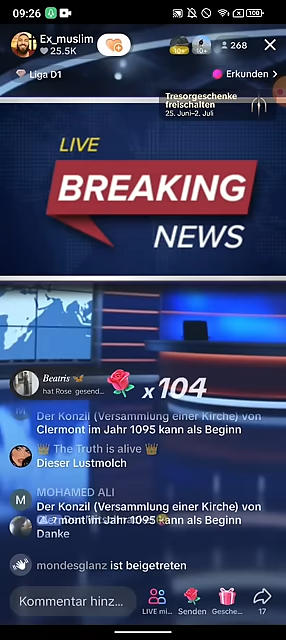 09:26
100
Ex_muslim
25.5K
10+
268
Liga D1
Erkunden >
Tresorgeschenke
freischalten
25. Juni–2. Juli
LIVE
BREAKING
NEWS
Beatris
hat Rose gesend...
x104
M
Der Konzil (Versammlung einer Kirche) von
Clermont im Jahr 1095 kann als Beginn
The Truth is alive
Dieser Lustmolch
M
MOHAMED ALI
Der Konzil (Versammlung einer Kirche) von
Clermont im Jahr 1095 kann als Beginn
Danke
mondesglanz ist beigetreten
Kommentar hinz...
LIVE mi...
Senden
Gesche...
17